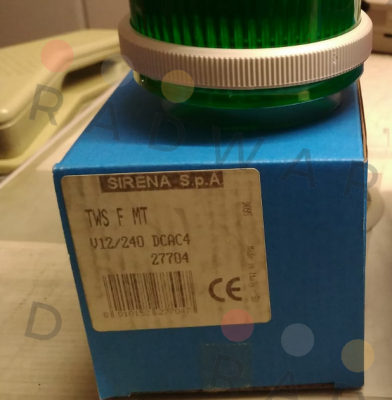 SIRENA S.p.A
TWS F MT
V12/240 DCAC4
27704
CE